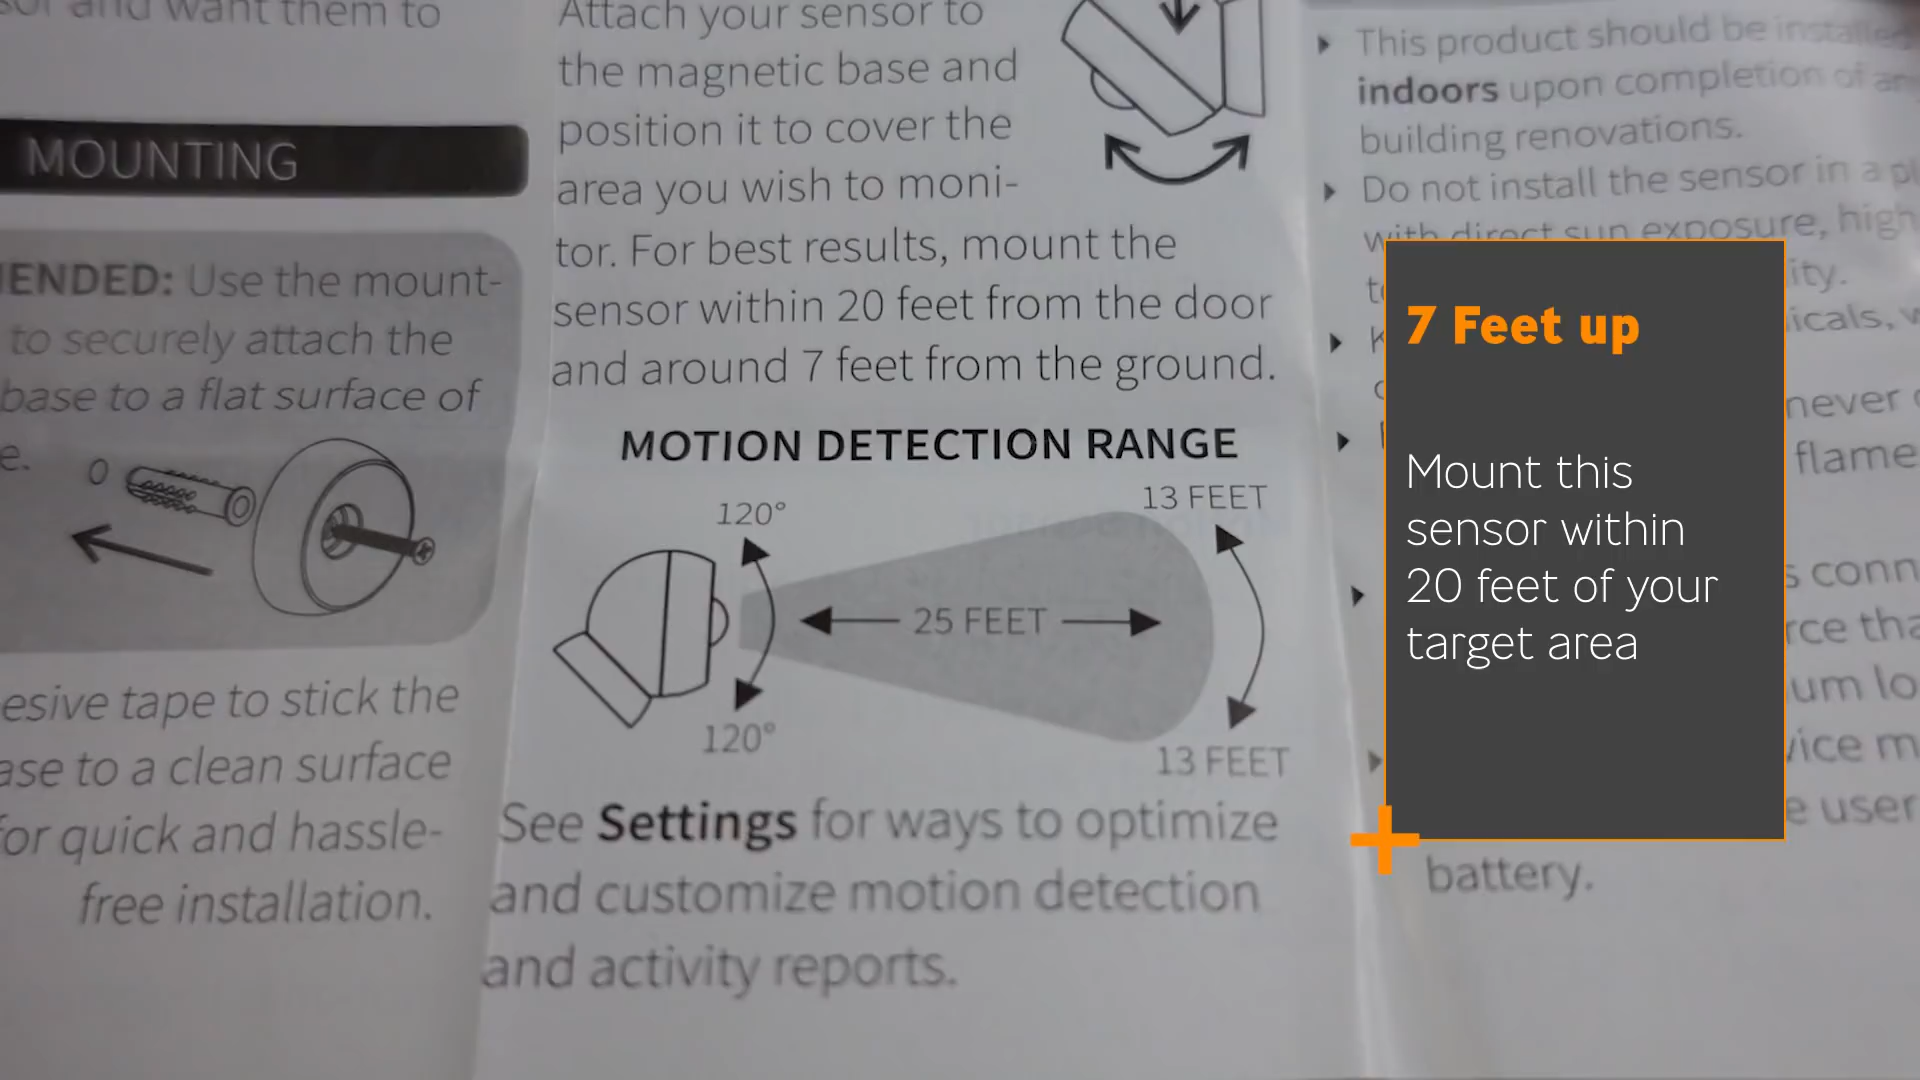 and want them to
MOUNTING
ENDED: Use the mount-
to securely attach the
base to a flat surface of
e.
esive tape to stick the
ase to a clean surface
for quick and hassle-
free installation.
Attach your sensor to
the magnetic base and
position it to cover the
area you wish to moni-
tor. For best results, mount the
sensor within 20 feet from the door
and around 7 feet from the ground.
MOTION DETECTION RANGE
120°
13 FEET
25 FEET
120°
13 FEET
See Settings for ways to optimize
and customize motion detection
and activity reports.
This product should be installed
indoors upon completion of
building renovations.
Do not install the sensor in a
with direct sun exposure, high
ity.
icals,
never
flame
conn
rce tha
um lo
vice m
e user
battery.
7 Feet up
Mount this
sensor within
20 feet of your
target area